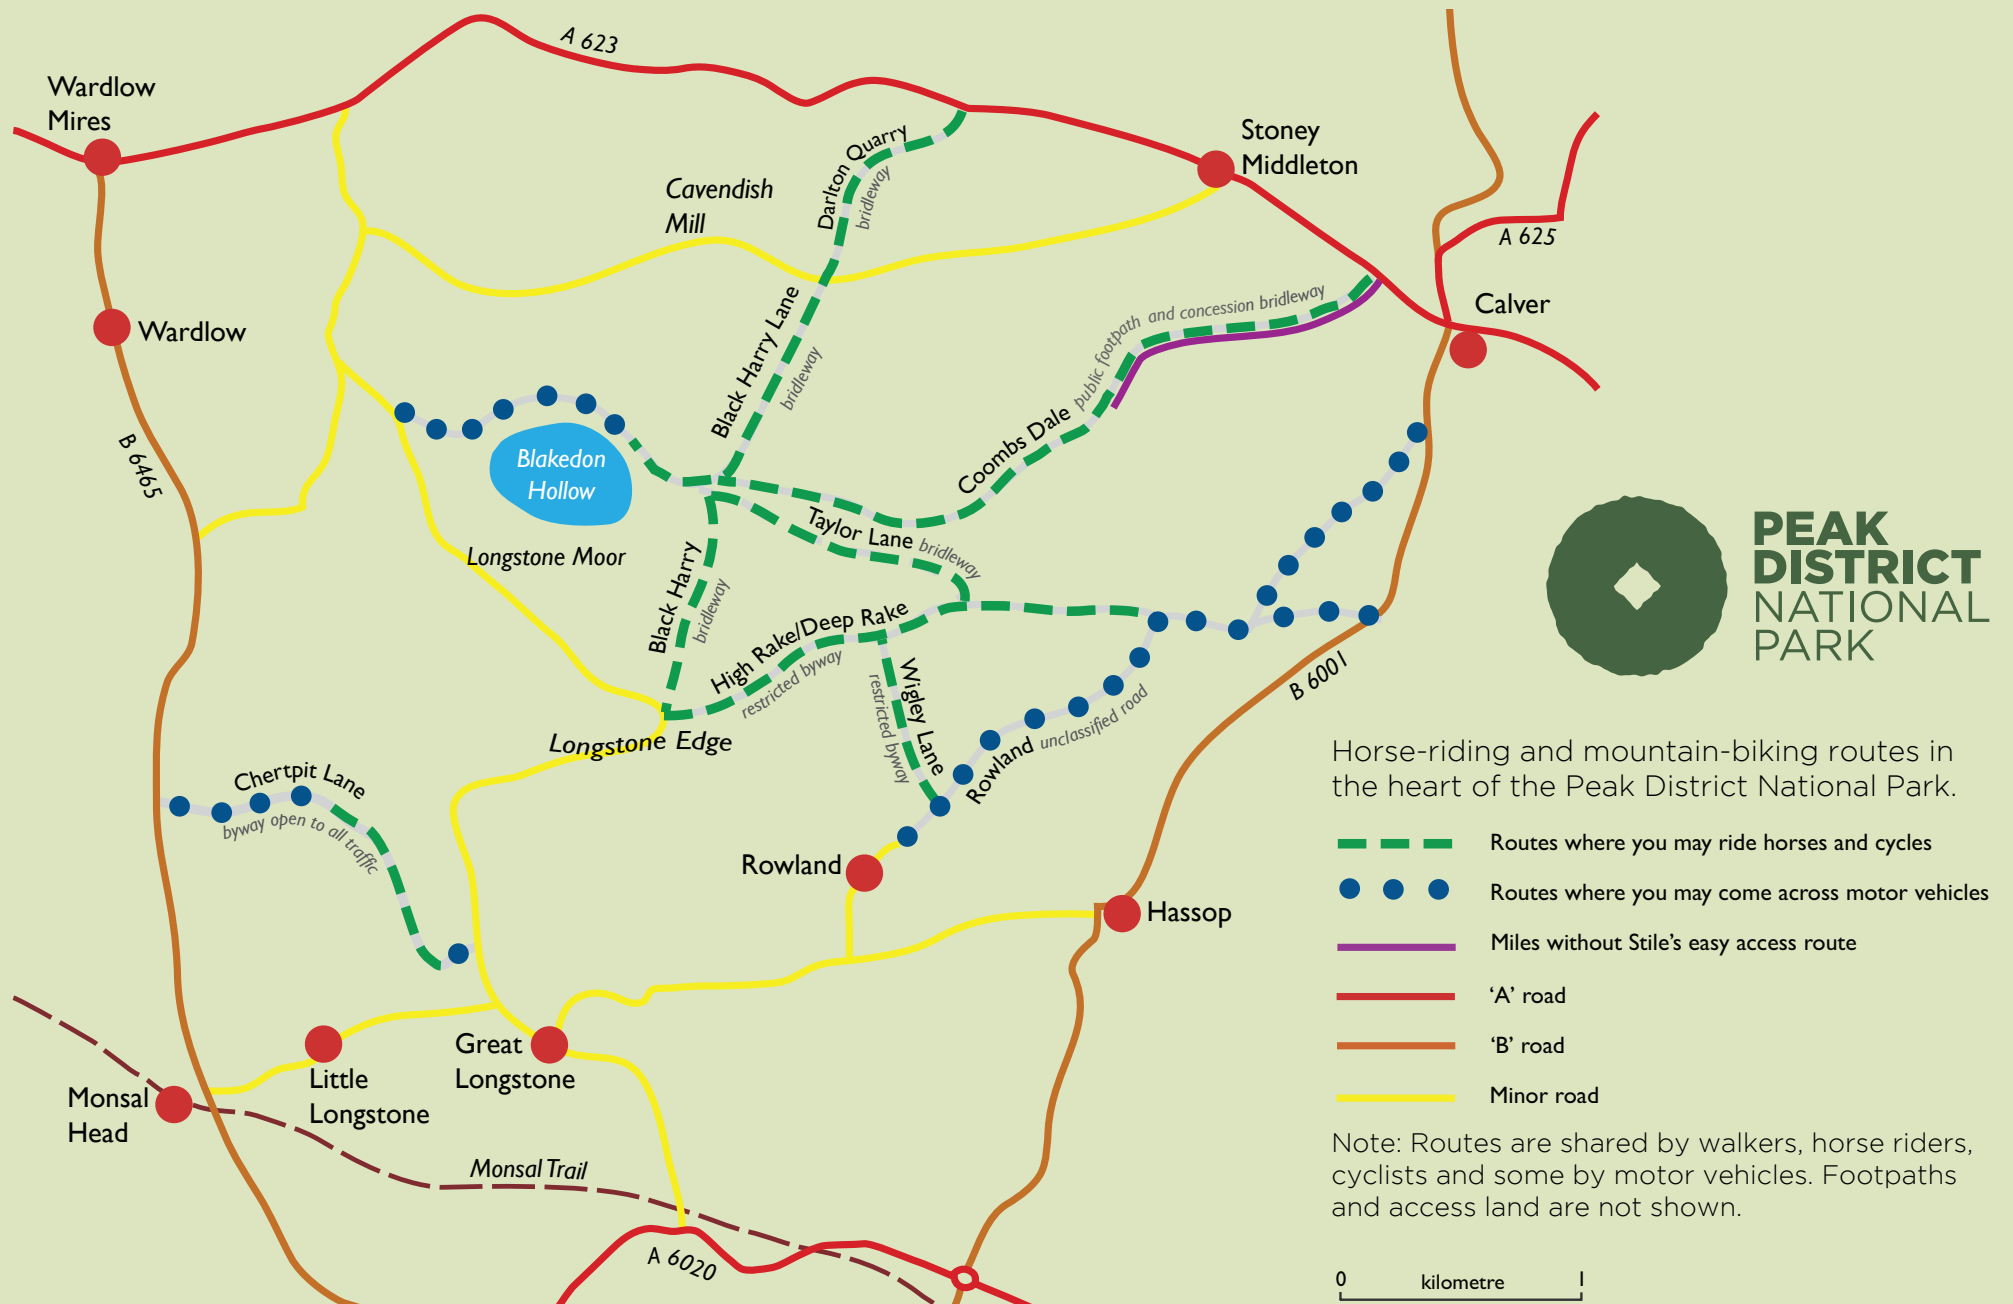 A 623
Wardlow
Mires
Stoney
Middleton
Darlton Quarry
bridleway
Cavendish
Mill
A 625
Calver
Wardlow
Black Harry Lane
bridleway
public footpath and concession bridleway
Coombs Dale
B 6465
Blakedon
Hollow
Longstone Moor
Taylor Lane
bridleway
Black Harry
bridleway
High Rake/Deep Rake
restricted byway
Wigley Lane
restricted byway
Longstone Edge
Rowland
unclassified road
B 6001
PEAK
DISTRICT
NATIONAL
PARK
Chertpit Lane
byway open to all traffic
Rowland
Hassop
Great
Longstone
Little
Longstone
Monsal
Head
Monsal Trail
A 6020
Horse-riding and mountain-biking routes in
the heart of the Peak District National Park.
Routes where you may ride horses and cycles
Routes where you may come across motor vehicles
Miles without Stile's easy access route
'A' road
'B' road
Minor road
Note: Routes are shared by walkers, horse riders,
cyclists and some by motor vehicles. Footpaths
and access land are not shown.
0 kilometre 1